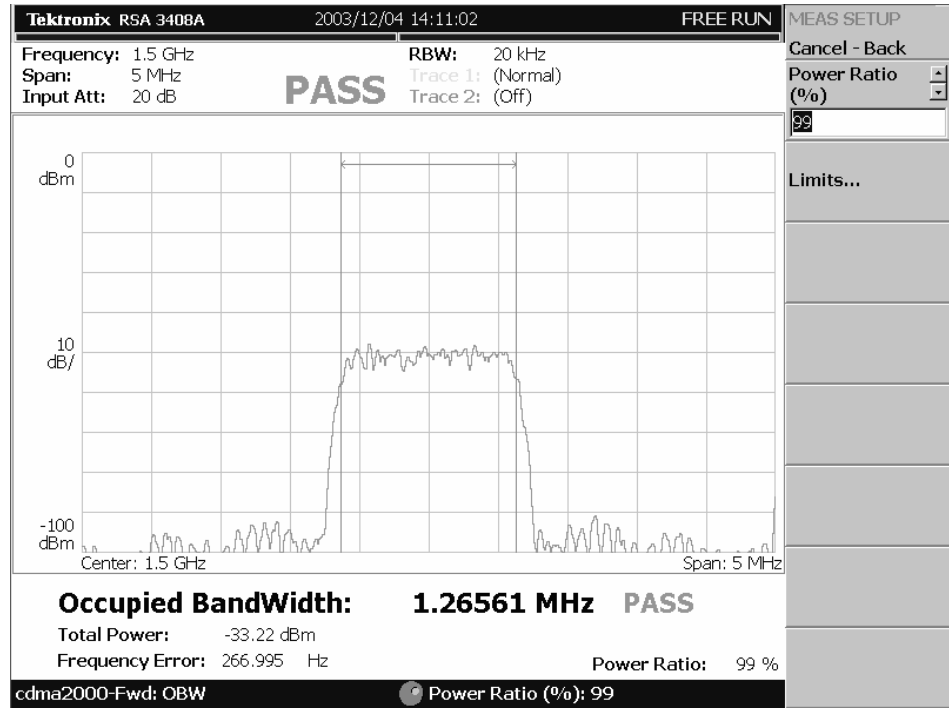 Tektronix RSA 3408A 2003/12/04 14:11:02 FREE RUN
MEAS SETUP
Cancel - Back
Frequency: 1.5 GHz RBW: 20 kHz
Span: 5 MHz Trace 1: (Normal)
Input Att: 20 dB PASS Trace 2: (Off)
Power Ratio
(%)
99
Limits...
0
dBm
10
dB/
-100
dBm
Center: 1.5 GHz Span: 5 MHz
Occupied BandWidth: 1.26561 MHz PASS
Total Power: -33.22 dBm
Frequency Error: 266.995 Hz Power Ratio: 99 %
cdma2000-Fwd: OBW Power Ratio (%): 99